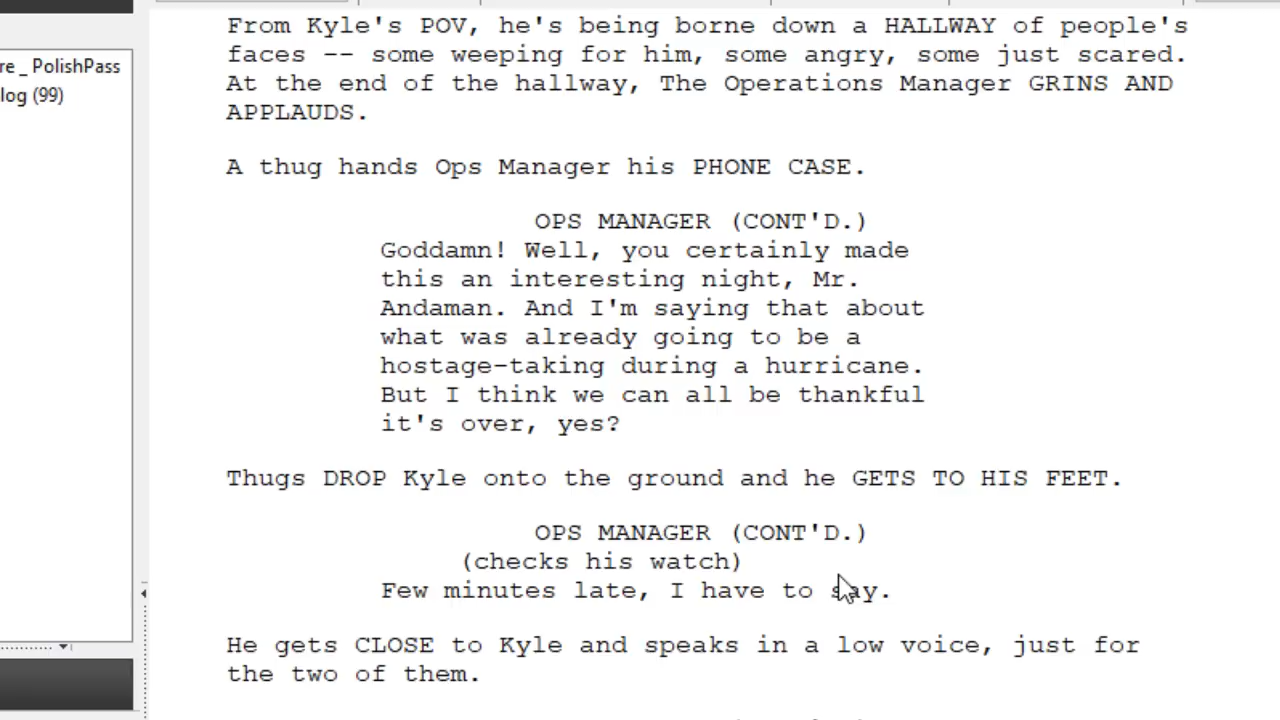 re _ PolishPass
log (99)
From Kyle's POV, he's being borne down a HALLWAY of people's
faces -- some weeping for him, some angry, some just scared.
At the end of the hallway, The Operations Manager GRINS AND
APPLAUDS.
A thug hands Ops Manager his PHONE CASE.
OPS MANAGER (CONT'D.)
Goddamn! Well, you certainly made
this an interesting night, Mr.
Andaman. And I'm saying that about
what was already going to be a
hostage-taking during a hurricane.
But I think we can all be thankful
it's over, yes?
Thugs DROP Kyle onto the ground and he GETS TO HIS FEET.
OPS MANAGER (CONT'D.)
(checks his watch)
Few minutes late, I have to say.
He gets CLOSE to Kyle and speaks in a low voice, just for
the two of them.